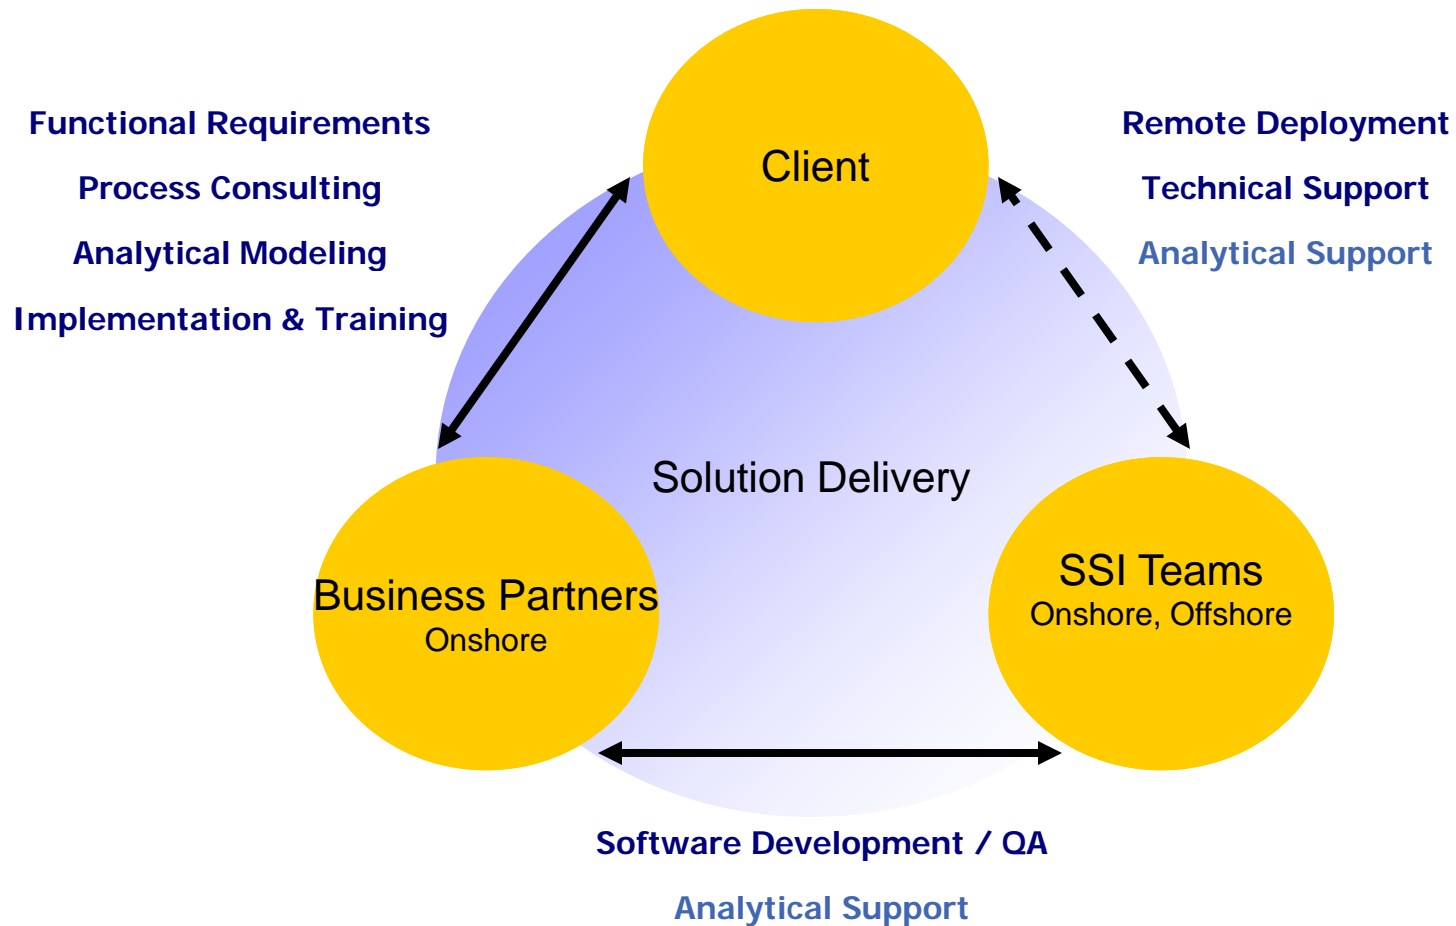 Client
Functional Requirements
Process Consulting
Analytical Modeling
Implementation & Training
Remote Deployment
Technical Support
Analytical Support
Solution Delivery
Business Partners
Onshore
SSI Teams
Onshore, Offshore
Software Development / QA
Analytical Support